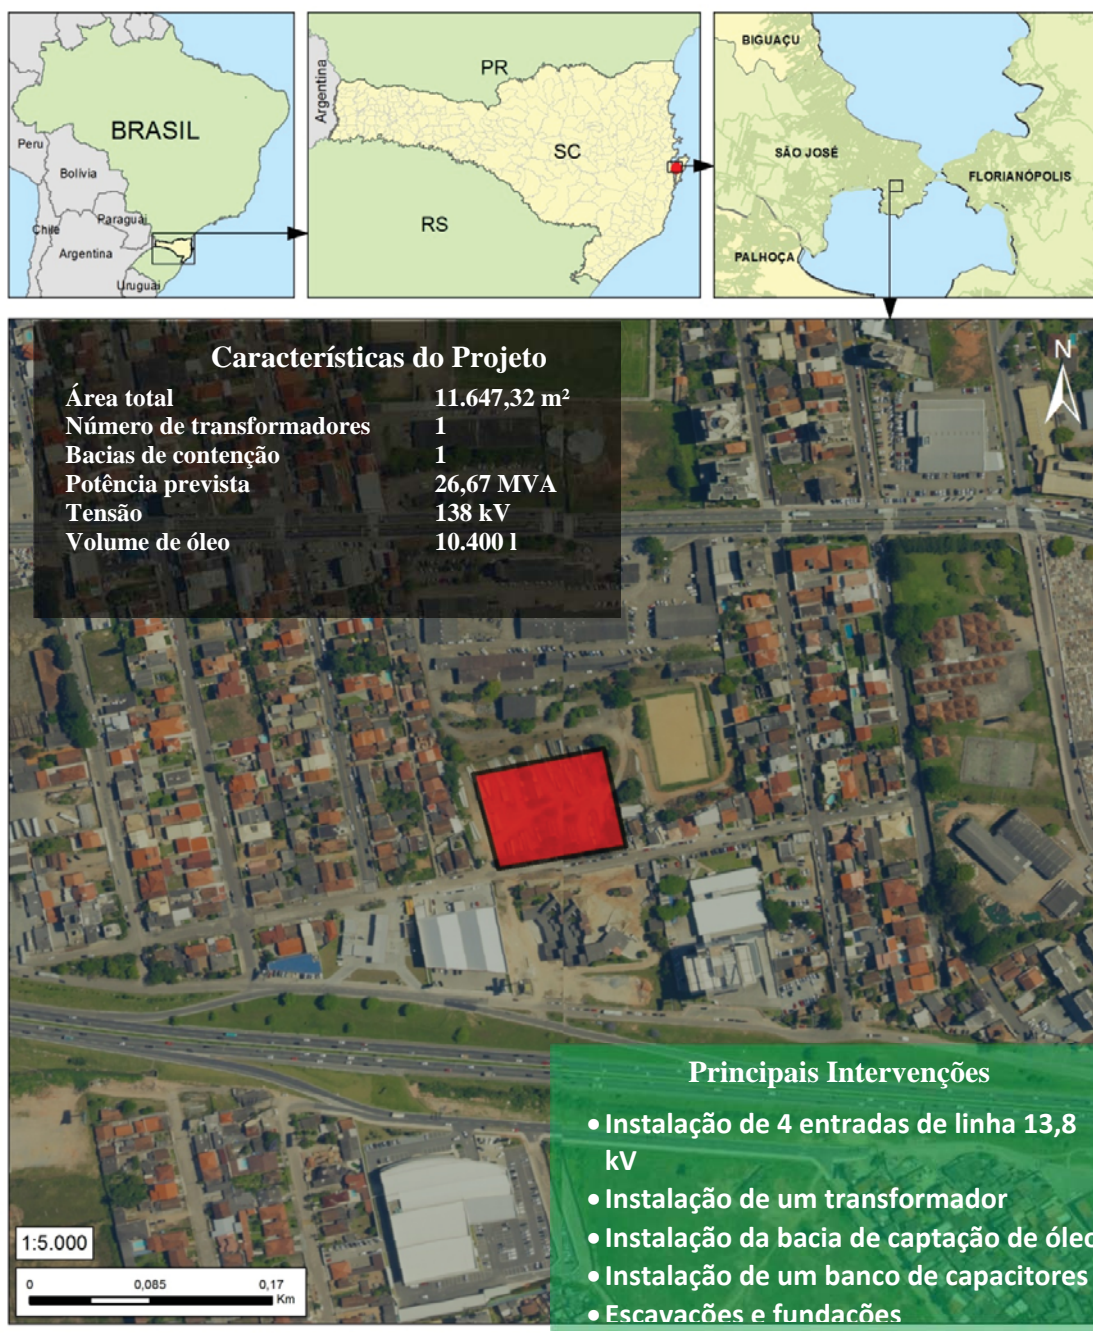 BRASIL
Peru
Bolívia
Paraguai
Chile
Argentina
Uruguai
Argentina
PR
SC
RS
BIGUAÇU
SÃO JOSÉ
FLORIANÓPOLIS
PALHOÇA
N
Características do Projeto
Área total 11.647,32 m²
Número de transformadores 1
Bacias de contenção 1
Potência prevista 26,67 MVA
Tensão 138 kV
Volume de óleo 10.400 l
Principais Intervenções
• Instalação de 4 entradas de linha 13,8
kV
• Instalação de um transformador
• Instalação da bacia de captação de óleo
• Instalação de um banco de capacitores
• Escavações e fundações
1:5.000
0 0,085 0,17
Km